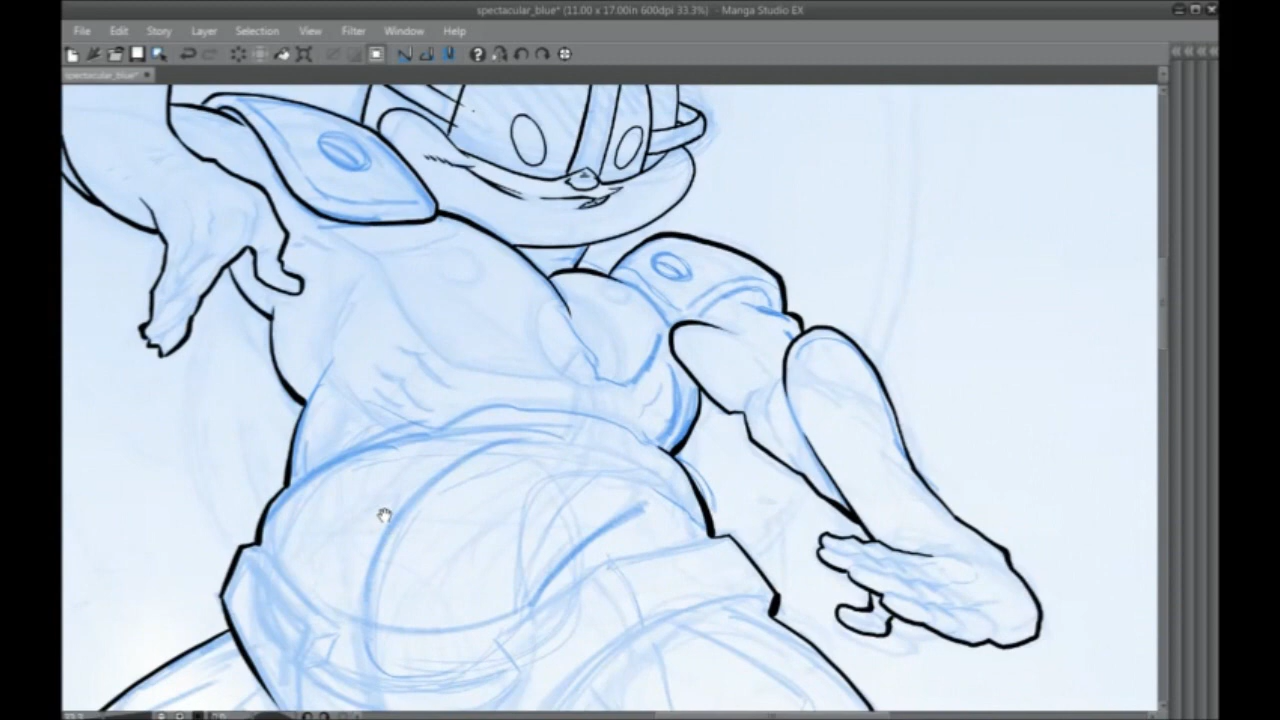 spectacular_blue* (11.00 x 17.00in 600dpi 33.3%) - Manga Studio EX
File Edit Story Layer Selection View Filter Window Help
spectacular_blue*